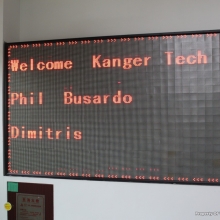 Welcome Kanger Tech
Phil Busardo
Dimitris